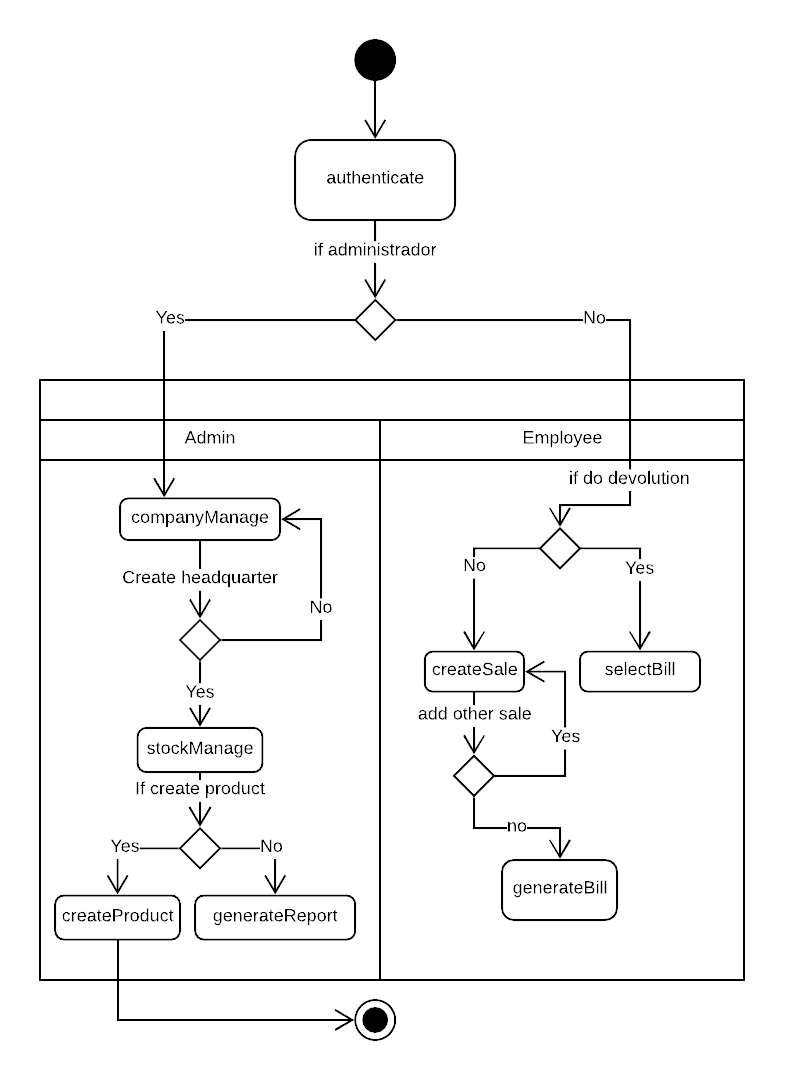 authenticate
if administrador
Yes
No
Admin
Employee
if do devolution
companyManage
No
Yes
Create headquarter
No
createSale
selectBill
Yes
add other sale
Yes
stockManage
If create product
no
Yes
No
generateBill
createProduct
generateReport